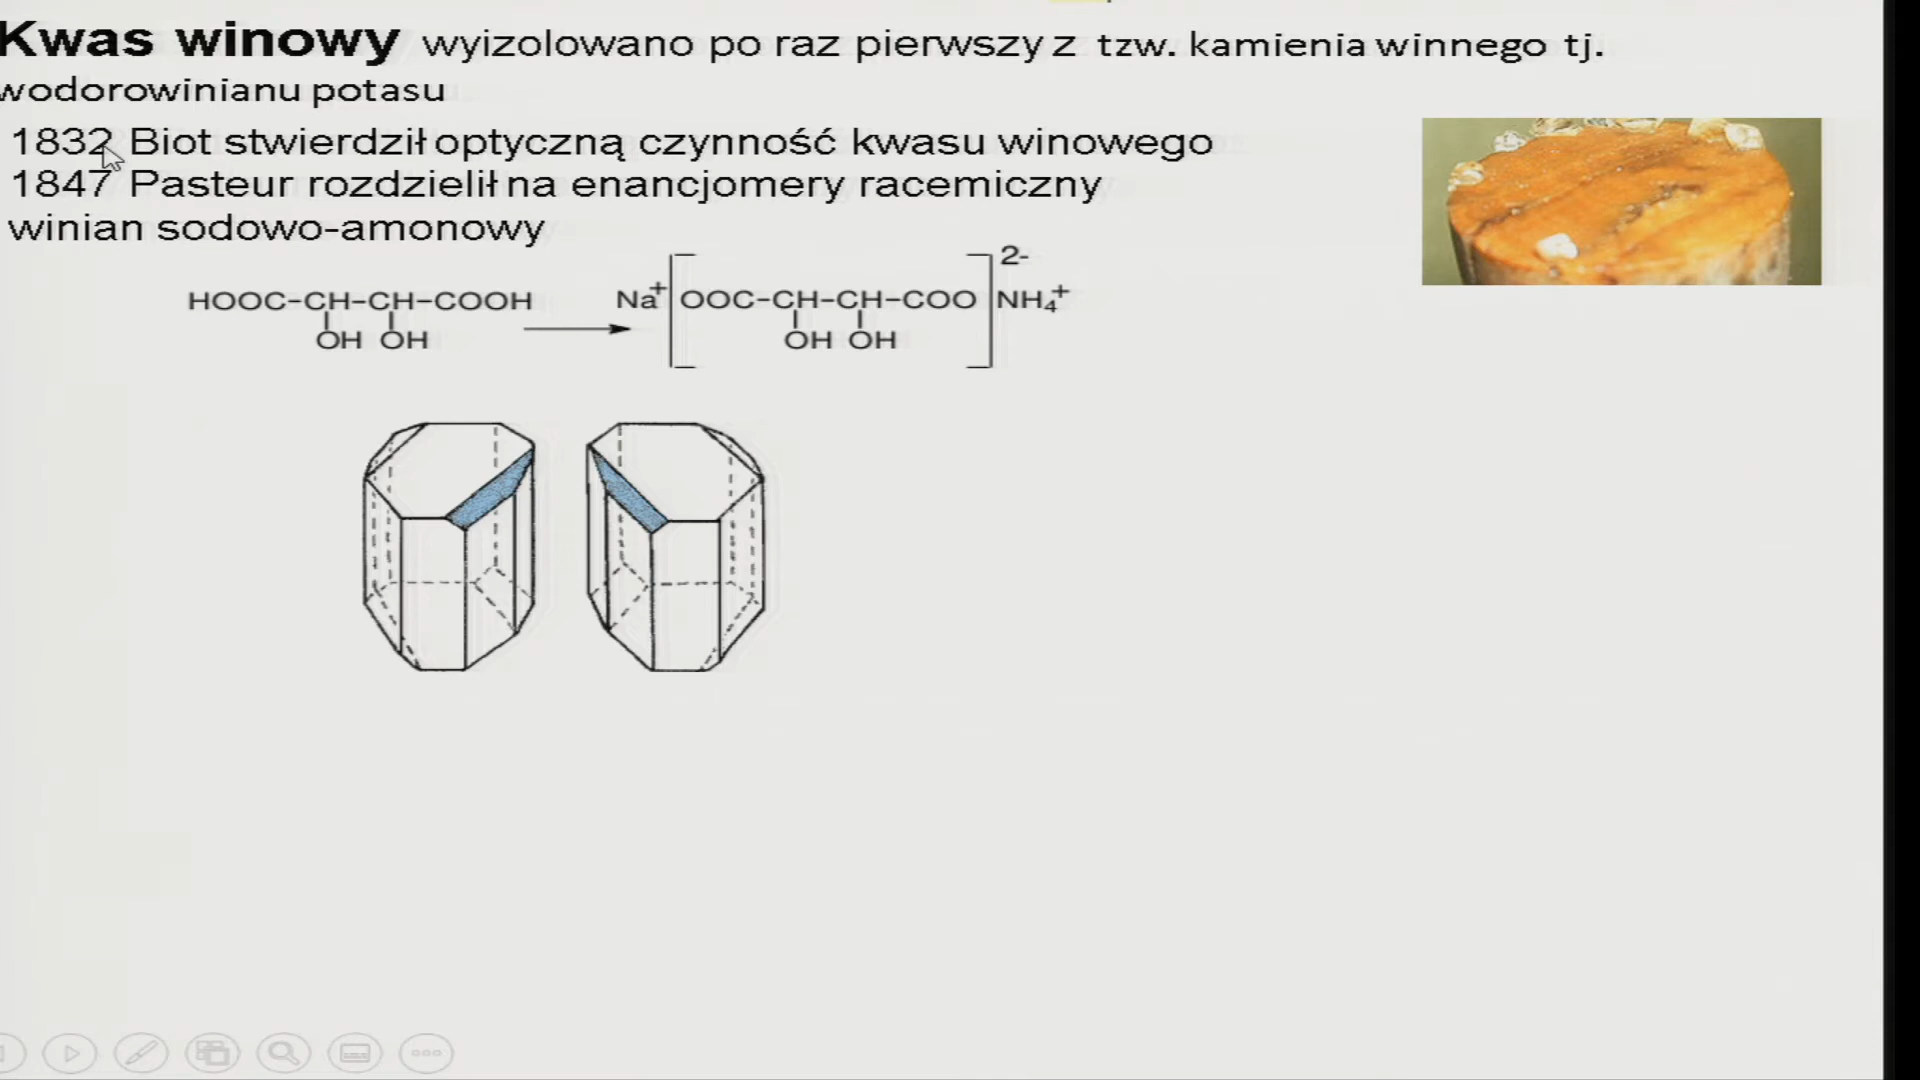 Kwas winowy wyizolowano po raz pierwszy z tzw. kamienia winnego tj.
wodorowinianu potasu
1832 Biot stwierdził optyczną czynność kwasu winowego
1847 Pasteur rozdzielił na enancjomery racemiczny
winian sodowo-amonowy
2-
HOOC-CH-CH-COOH Na+ OOC-CH-CH-COO NH4+
OH OH OH OH